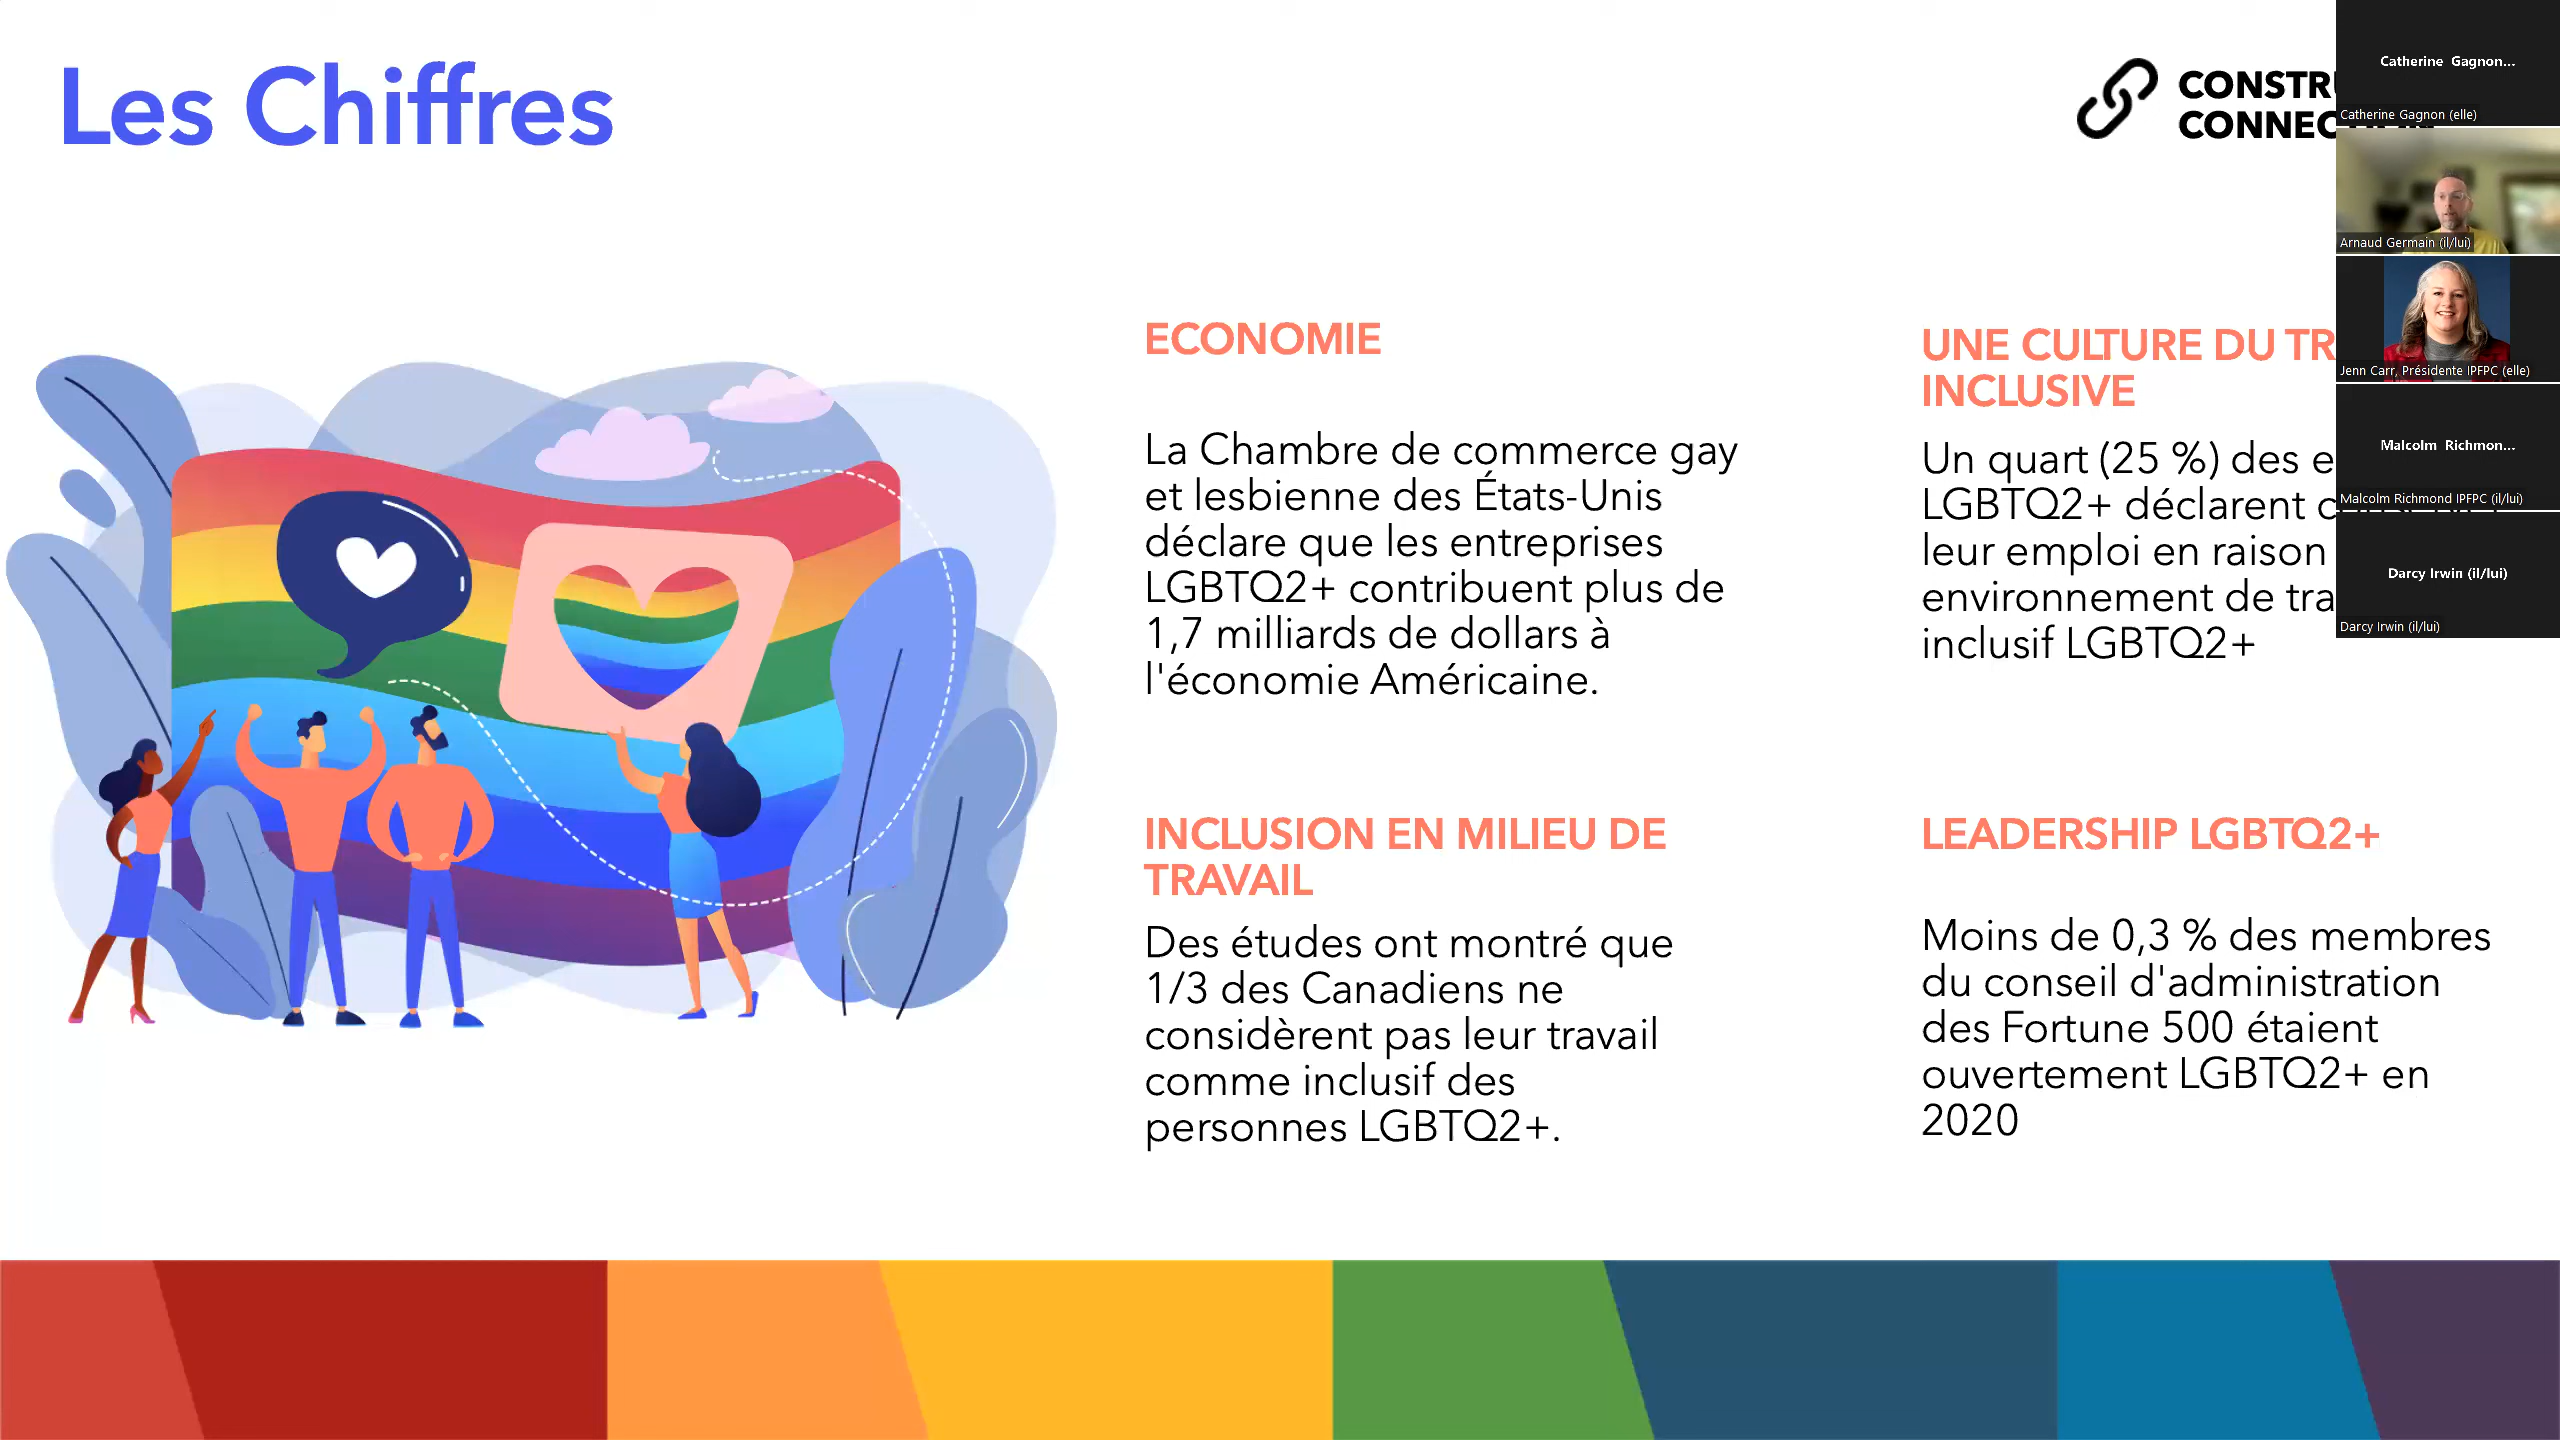 Les Chiffres
CONSTR
CONNEC
ECONOMIE
La Chambre de commerce gay
et lesbienne des États-Unis
déclare que les entreprises
LGBTQ2+ contribuent plus de
1,7 milliards de dollars à
l'économie Américaine.
UNE CULTURE DU TR
INCLUSIVE
Un quart (25 %) des e
LGBTQ2+ déclarent
leur emploi en raison
environnement de tra
inclusif LGBTQ2+
INCLUSION EN MILIEU DE
TRAVAIL
Des études ont montré que
1/3 des Canadiens ne
considèrent pas leur travail
comme inclusif des
personnes LGBTQ2+.
LEADERSHIP LGBTQ2+
Moins de 0,3 % des membres
du conseil d'administration
des Fortune 500 étaient
ouvertement LGBTQ2+ en
2020
Catherine Gagnon...
Catherine Gagnon (elle)
Arnaud Germain (il/lui)
Jenn Carr, Présidente IPFPC (elle)
Malcolm Richmon...
Malcolm Richmond IPFPC (il/lui)
Darcy Irwin (il/lui)
Darcy Irwin (il/lui)